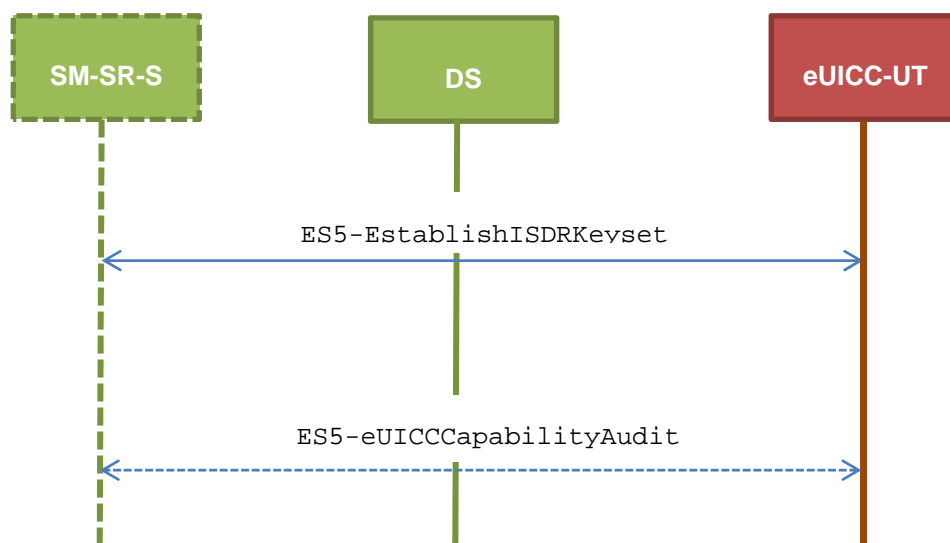 SM-SR-S
DS
eUICC-UT
ES5-EstablishISDRKeyset
ES5-eUICCCapabilityAudit